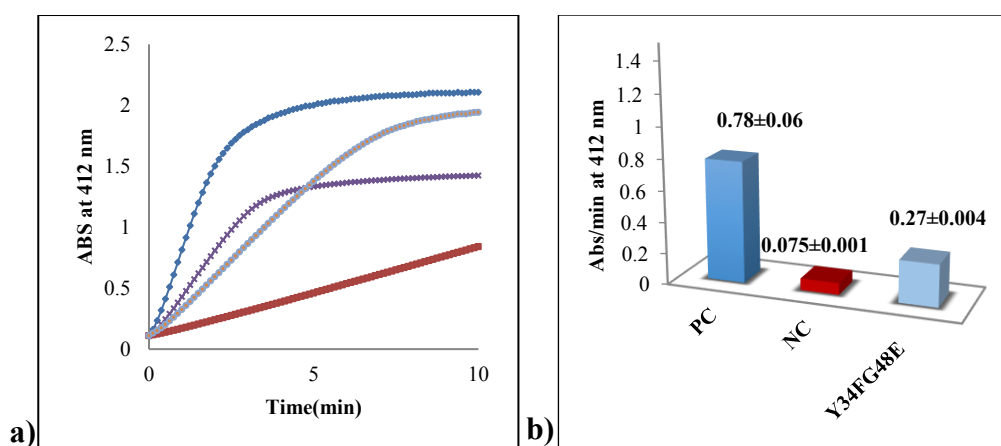 2.5
2
1.5
1
0.5
0
0
5
10
ABS at 412 nm
Time(min)
a)
1.4
1.2
1
0.8
0.6
0.4
0.2
0
Abs/min at 412 nm
0.78±0.06
0.075±0.001
0.27±0.004
PC
NC
Y34FG48E
b)